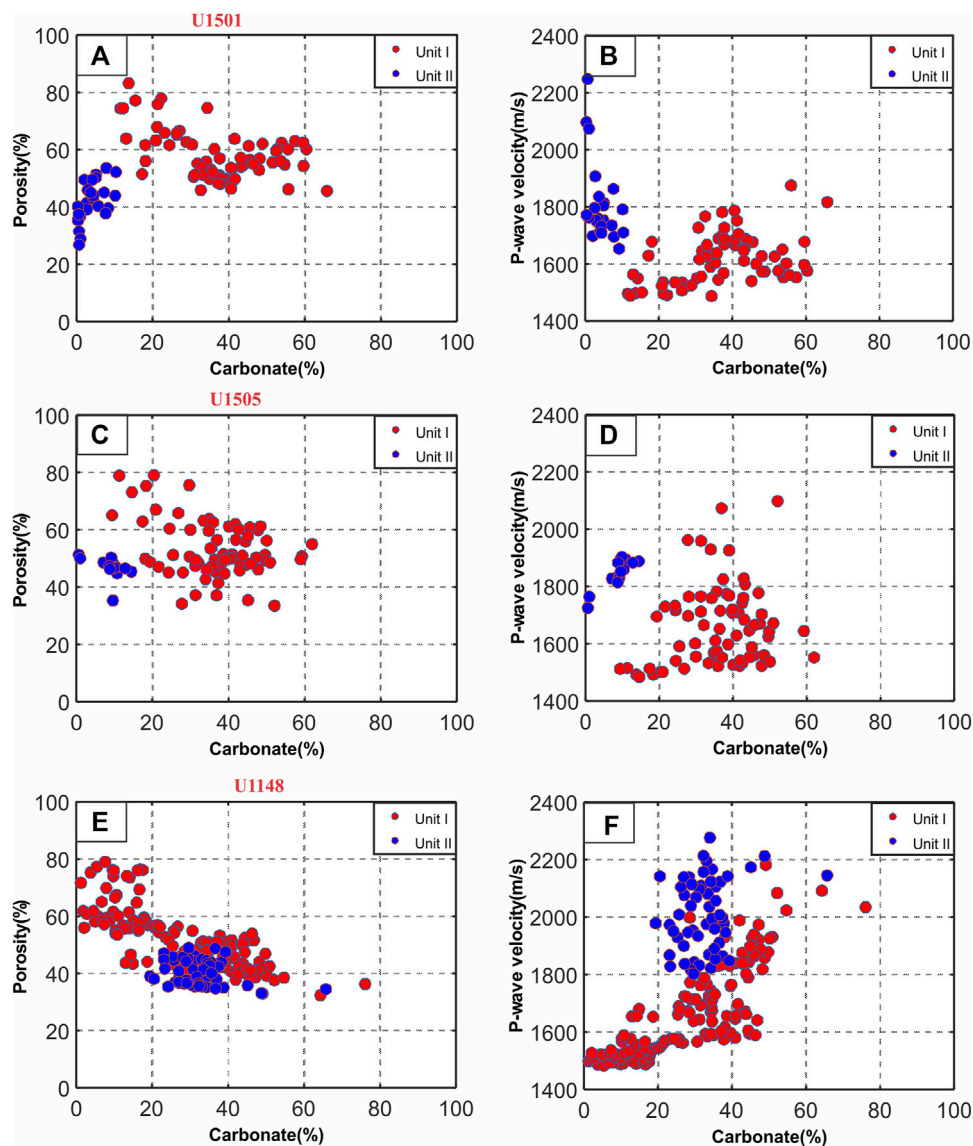 U1501
A
Unit I
Unit II
100
80
60
40
20
0
Porosity(%)
0 20 40 60 80 100
Carbonate(%)
B
Unit I
Unit II
2400
2200
2000
1800
1600
1400
P-wave velocity(m/s)
0 20 40 60 80 100
Carbonate(%)
U1505
C
Unit I
Unit II
100
80
60
40
20
0
Porosity(%)
0 20 40 60 80 100
Carbonate(%)
D
Unit I
Unit II
2400
2200
2000
1800
1600
1400
P-wave velocity(m/s)
0 20 40 60 80 100
Carbonate(%)
U1148
E
Unit I
Unit II
100
80
60
40
20
0
Porosity(%)
0 20 40 60 80 100
Carbonate(%)
F
Unit I
Unit II
2400
2200
2000
1800
1600
1400
P-wave velocity(m/s)
0 20 40 60 80 100
Carbonate(%)